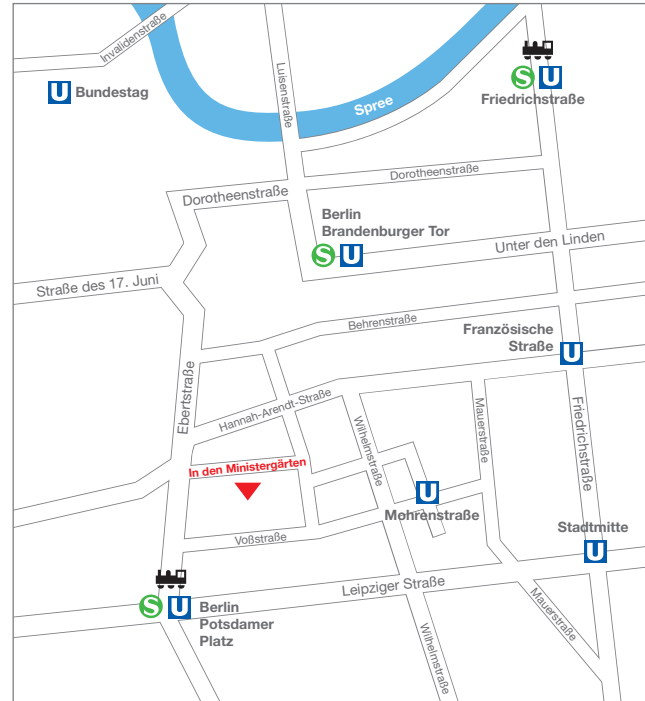 Invalidenstraße
U Bundestag
Luisenstraße
Spree
S U
Friedrichstraße
Dorotheenstraße
Dorotheenstraße
Berlin
Brandenburger Tor
S U
Unter den Linden
Straße des 17. Juni
Behrenstraße
Französische
Straße
U
Ebertstraße
Hannah-Arendt-Straße
Wilhelmstraße
Mauerstraße
Friedrichstraße
In den Ministergärten
U
Mohrenstraße
Stadtmitte
U
Voßstraße
Leipziger Straße
S U Berlin
Potsdamer
Platz
Mauerstraße
Wilhelmstraße